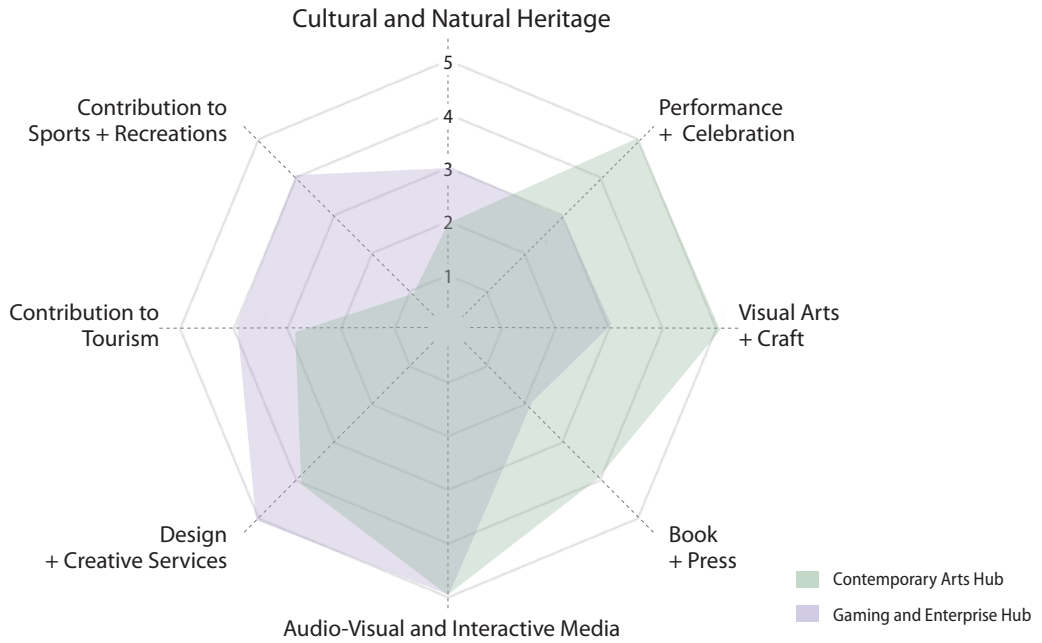 Cultural and Natural Heritage
5
4
3
2
1
Performance
+ Celebration
Visual Arts
+ Craft
Book
+ Press
Audio-Visual and Interactive Media
Design
+ Creative Services
Contribution to
Tourism
Contribution to
Sports + Recreations
Contemporary Arts Hub
Gaming and Enterprise Hub